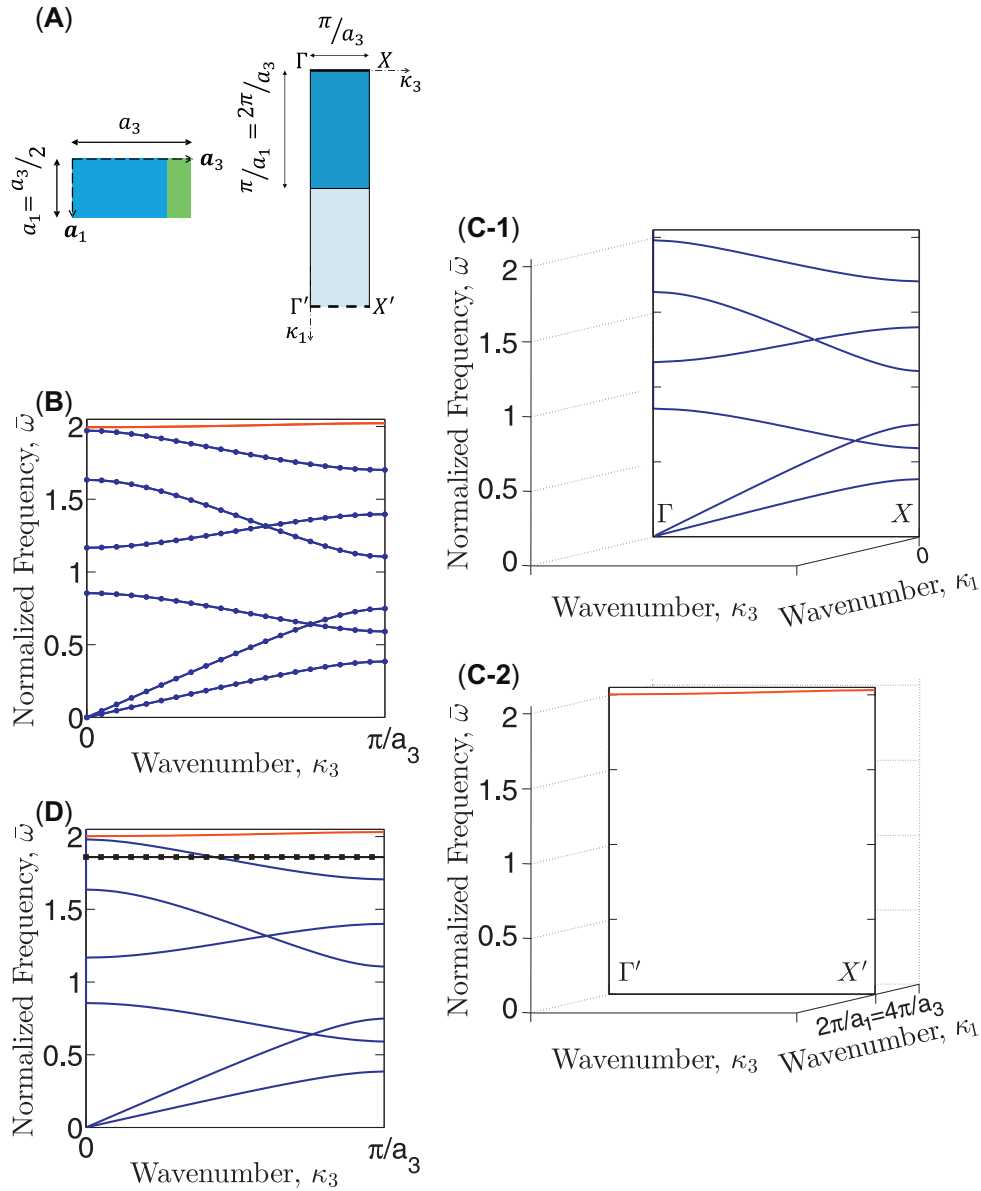 (A)
a₃
a₁ = a₃/2
a₃
a₁
π/a₃
Γ X
κ₃
π/a₁ = 2π/a₃
Γ′ X′
κ₁
(B)
Normalized Frequency, ω̄
2
1.5
1
0.5
0
0 π/a₃
Wavenumber, κ₃
(C-1)
Normalized Frequency, ω̄
2
1.5
1
0.5
0
Γ X
0
Wavenumber, κ₃
Wavenumber, κ₁
(C-2)
Normalized Frequency, ω̄
2
1.5
1
0.5
0
Γ′ X′
2π/a₁=4π/a₃
Wavenumber, κ₃
Wavenumber, κ₁
(D)
Normalized Frequency, ω̄
2
1.5
1
0.5
0
0 π/a₃
Wavenumber, κ₃